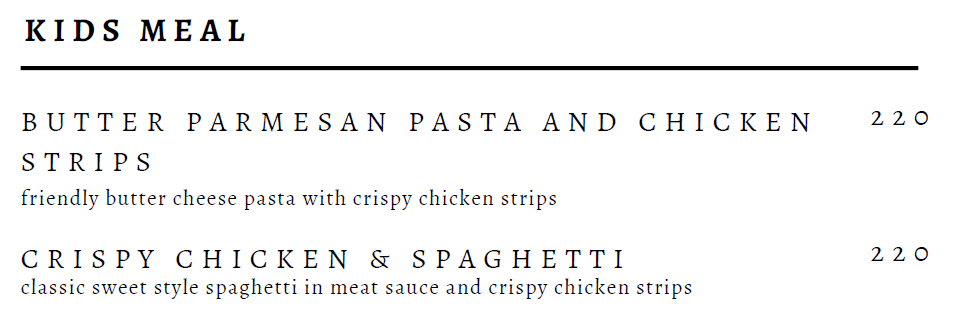 KIDS MEAL
BUTTER PARMESAN PASTA AND CHICKEN 220
STRIPS
friendly butter cheese pasta with crispy chicken strips
CRISPY CHICKEN & SPAGHETTI 220
classic sweet style spaghetti in meat sauce and crispy chicken strips